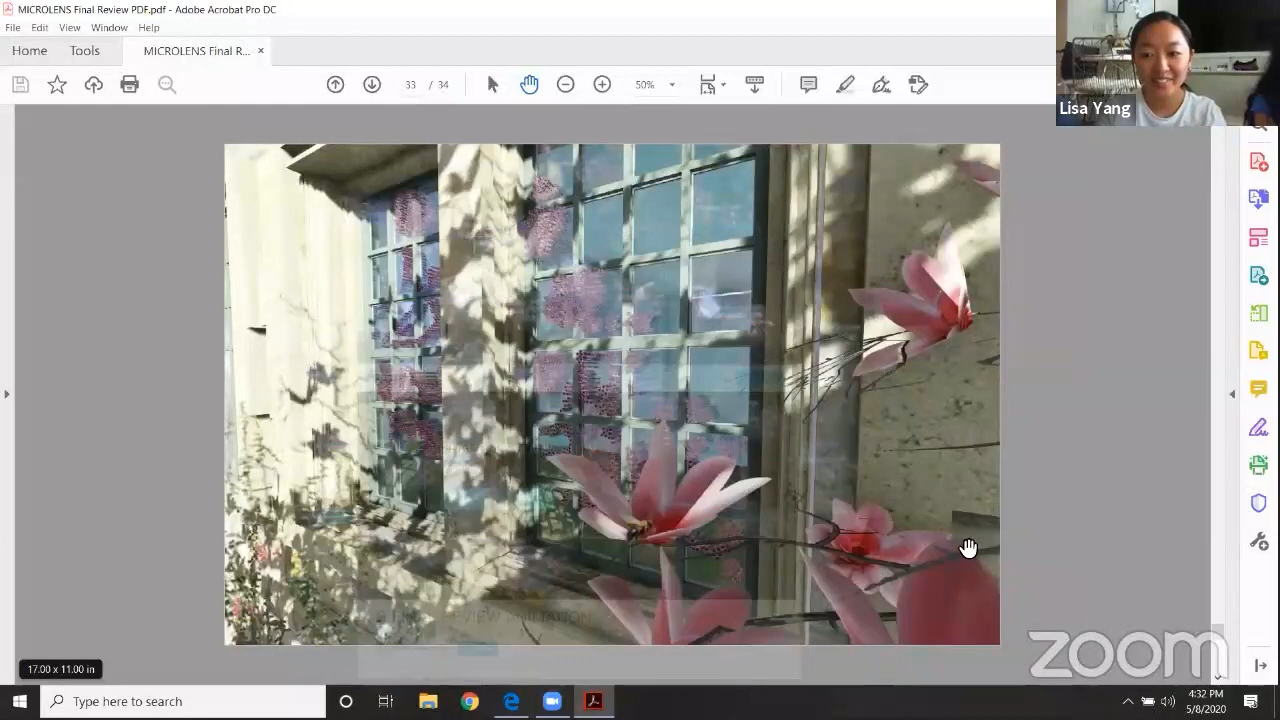 MICROLENS Final Review PDF.pdf - Adobe Acrobat Pro DC
File Edit View Window Help
Home Tools MICROLENS Final R... ×
/ 34
50%
Lisa Yang
zoom
17.00 x 11.00 in
Type here to search
4:32 PM
5/8/2020